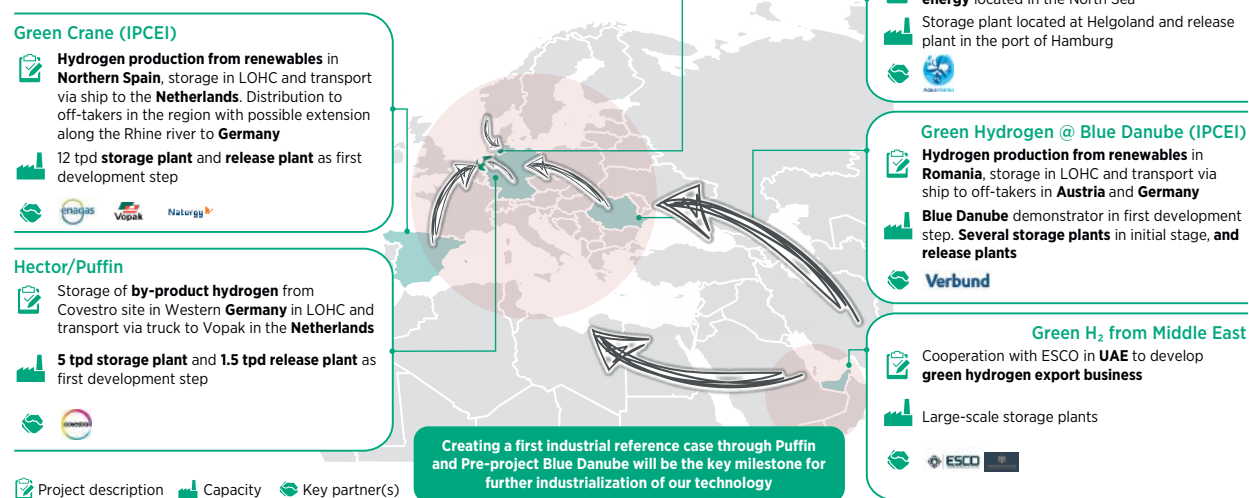 Green Crane (IPCEI)
Hydrogen production from renewables in
Northern Spain, storage in LOHC and transport
via ship to the Netherlands. Distribution to
off-takers in the region with possible extension
along the Rhine river to Germany
12 tpd storage plant and release plant as first
development step
enagas
Vopak
Naturgy
Hector/Puffin
Storage of by-product hydrogen from
Covestro site in Western Germany in LOHC and
transport via truck to Vopak in the Netherlands
5 tpd storage plant and 1.5 tpd release plant as
first development step
covestro
Project description
Capacity
Key partner(s)
Creating a first industrial reference case through Puffin
and Pre-project Blue Danube will be the key milestone for
further industrialization of our technology
energy located in the North Sea
Storage plant located at Helgoland and release
plant in the port of Hamburg
Green Hydrogen @ Blue Danube (IPCEI)
Hydrogen production from renewables in
Romania, storage in LOHC and transport via
ship to off-takers in Austria and Germany
Blue Danube demonstrator in first development
step. Several storage plants in initial stage, and
release plants
Verbund
Green H₂ from Middle East
Cooperation with ESCO in UAE to develop
green hydrogen export business
Large-scale storage plants
ESCO